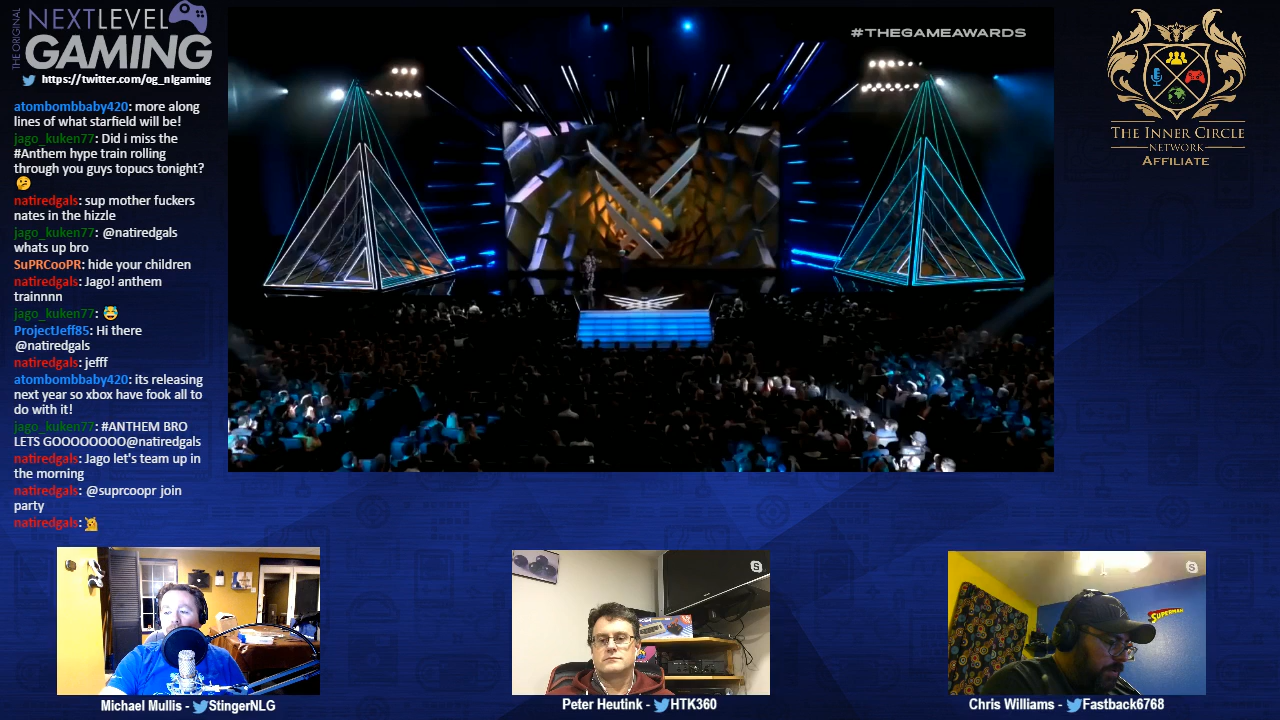 THE ORIGINAL
NEXTLEVEL
GAMING
https://twitter.com/og_nlgaming
atombombbaby420: more along
lines of what starfield will be!
jago_kuken77: Did i miss the
#Anthem hype train rolling
through you guys topucs tonight?
natiredgals: sup mother fuckers
nates in the hizzle
jago_kuken77: @natiredgals
whats up bro
SuPRCooPR: hide your children
natiredgals: Jago! anthem
trainnnn
jago_kuken77:
ProjectJeff85: Hi there
@natiredgals
natiredgals: jefff
atombombbaby420: its releasing
next year so xbox have fook all to
do with it!
jago_kuken77: #ANTHEM BRO
LETS GOOOOOOOO@natiredgals
natiredgals: Jago let's team up in
the morning
natiredgals: @suprcoopr join
party
natiredgals:
#THEGAMEAWARDS
THE INNER CIRCLE
NETWORK
AFFILIATE
SUPERMAN
Michael Mullis - StingerNLG
Peter Heutink - HTK360
Chris Williams - Fastback6768